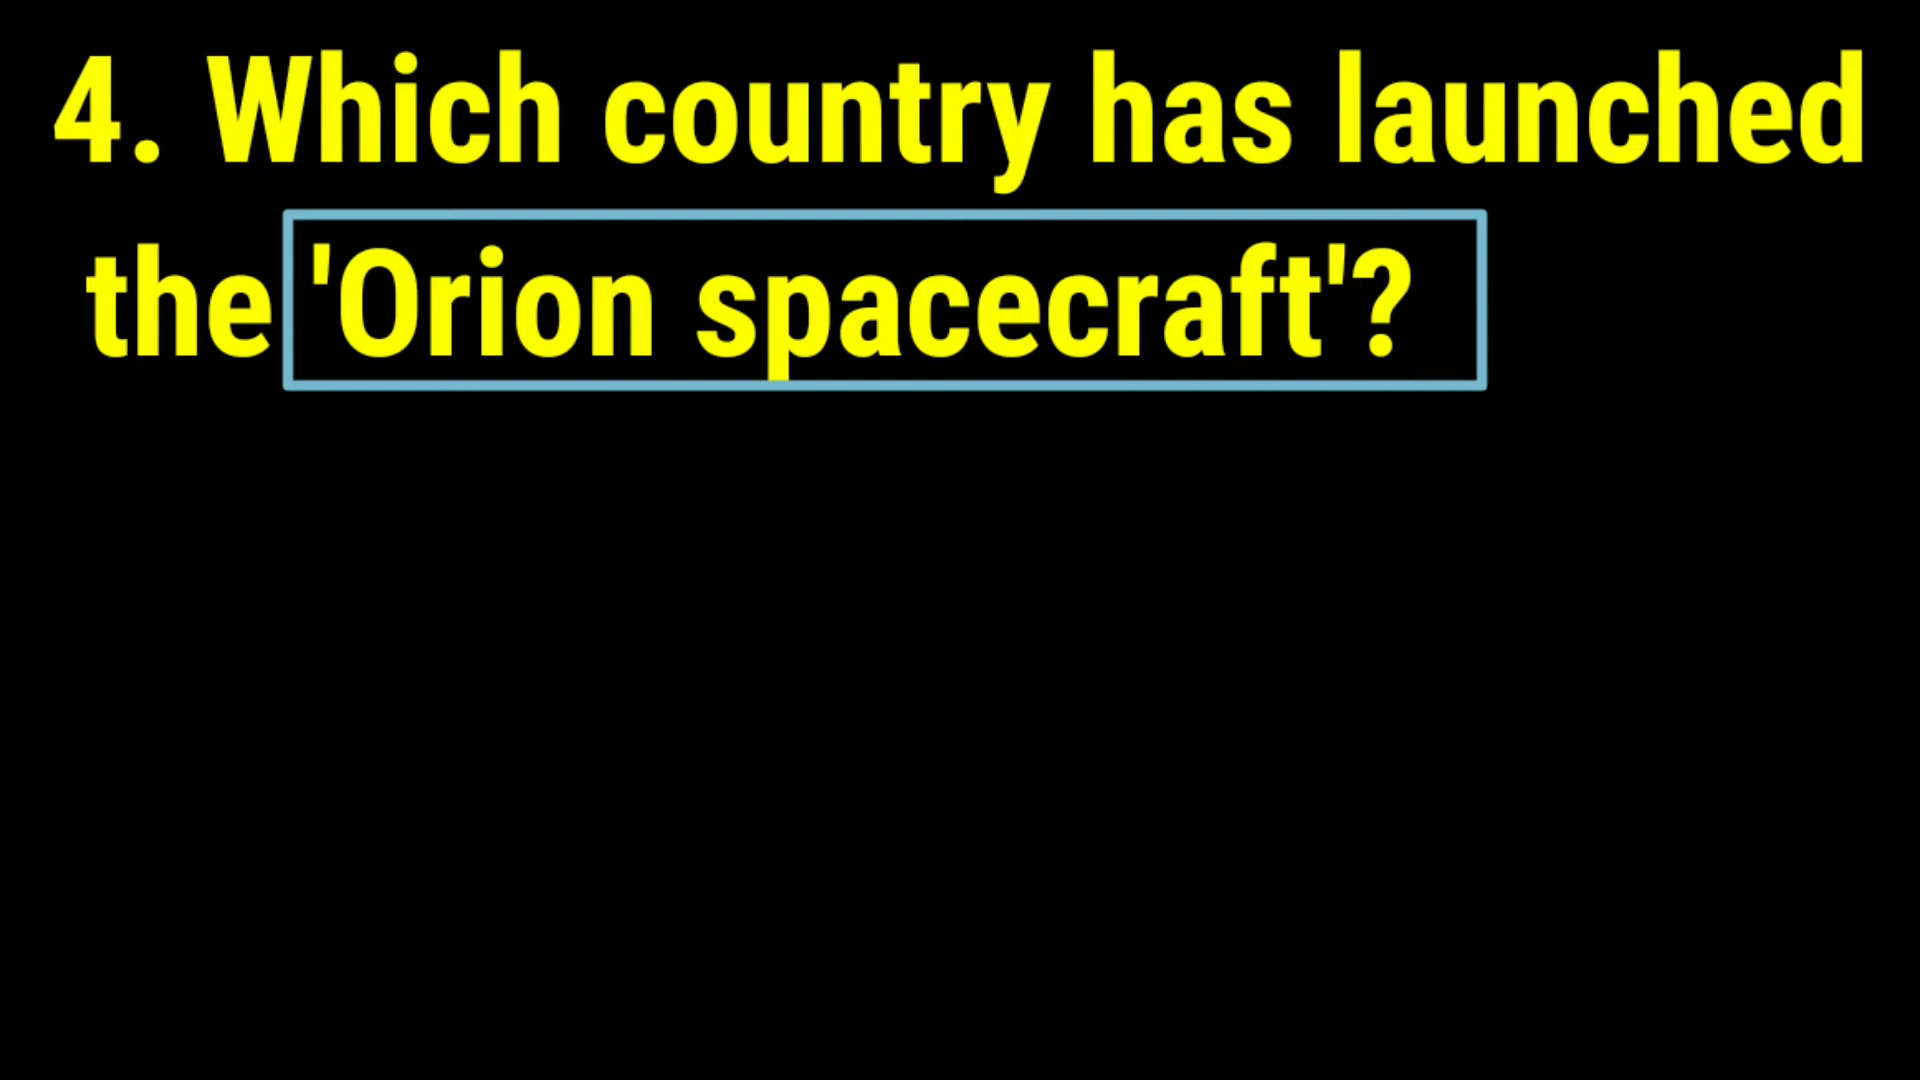 4. Which country has launched
the 'Orion spacecraft'?